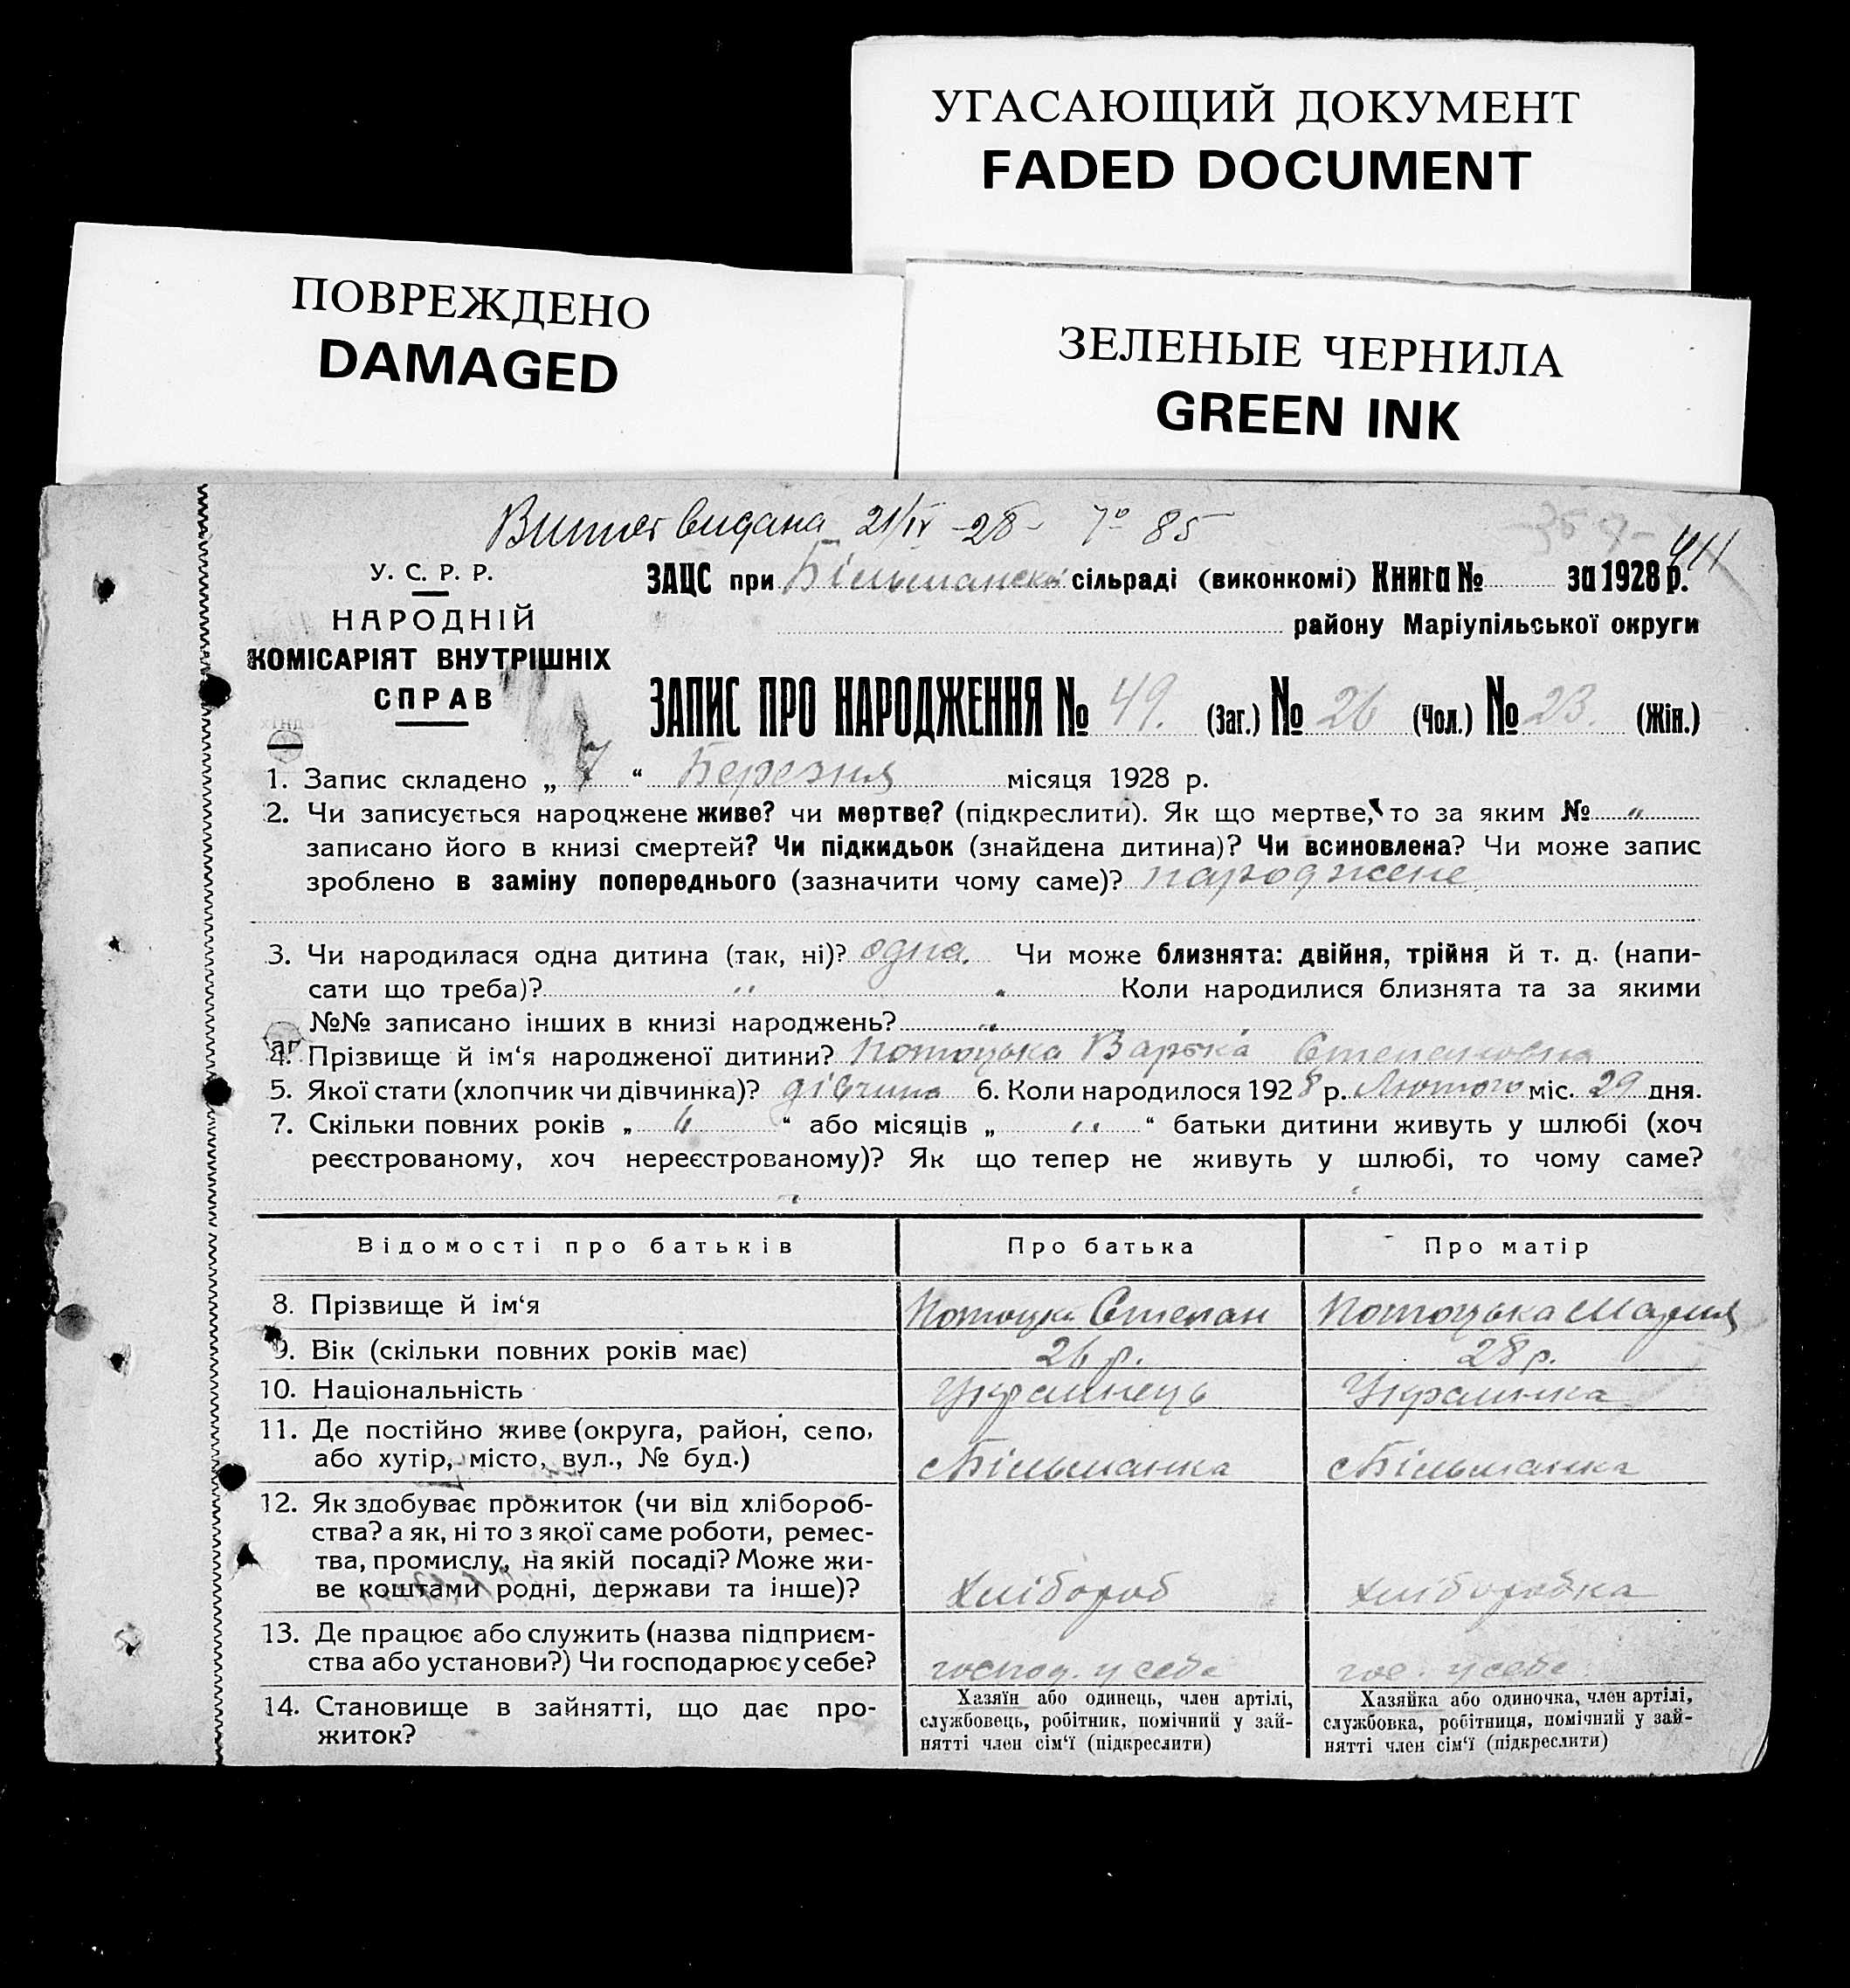 УГАСАЮЩИЙ ДОКУМЕНТ
FADED DOCUMENT
ПОВРЕЖДЕНО
DAMAGED
ЗЕЛЕНЫЕ ЧЕРНИЛА
GREEN INK
видана 21/IV -28- № 85
411
У. С. Р. Р.
НАРОДНІЙ
КОМІСАРІЯТ ВНУТРІШНІХ
СПРАВ
ЗАЦС при Більманскі сільраді (виконкомі) Книга № за 1928 р.
району Маріупільської округи
ЗАПИС ПРО НАРОДЖЕННЯ № 49. (Заг.) № 26 (Чол.) № 23. (Жін.)
1. Запис складено „ 7 “ Березня місяця 1928 р.
2. Чи записується народжене живе? чи мертве? (підкреслити). Як що мертве, то за яким № „
записано його в книзі смертей? Чи підкидьок (знайдена дитина)? Чи всиновлена? Чи може запис
зроблено в заміну попереднього (зазначити чому саме)? народжене
3. Чи народилася одна дитина (так, ні)? одна. Чи може близнята: двійня, трійня й т. д. (напи-
сати що треба)? „ Коли народилися близнята та за якими
№№ записано інших в книзі народжень? „
4. Прізвище й ім‘я народженої дитини? Потоцька Варька Степановна
5. Якої стати (хлопчик чи дівчинка)? дівчина 6. Коли народилося 1928 р. Лютого міс. 29 дня.
7. Скільки повних років „ 4 “ або місяців „ „ “ батьки дитини живуть у шлюбі (хоч
реєстрованому, хоч нереєстрованому)? Як що тепер не живуть у шлюбі, то чому саме?
Відомості про батьків Про батька Про матір
8. Прізвище й ім‘я Потоцьк Степан Потоцька Мария
9. Вік (скільки повних років має) 26 р. 28 р.
10. Національність Украинець Украинка
11. Де постійно живе (округа, район, село,
або хутір, місто, вул., № буд.) с Більманка с Більманка
12. Як здобуває прожиток (чи від хлібороб-
ства? а як, ні то з якої саме роботи, ремес-
тва, промислу, на якій посаді? Може жи-
ве коштами родні, держави та інше)? Хлібороб Хліборобка
13. Де працює або служить (назва підприєм-
ства або установи?) Чи господарює у себе? господ. у себе гос. у себе
14. Становище в зайнятті, що дає про-
житок?
Хазяїн або одинець, член артілі,
службовець, робітник, помічний у зай-
нятті член сім‘ї (підкреслити)
Хазяйка або одиночка, член артілі,
службовка, робітниця, помічний у зай-
нятті член сім‘ї (підкреслити)